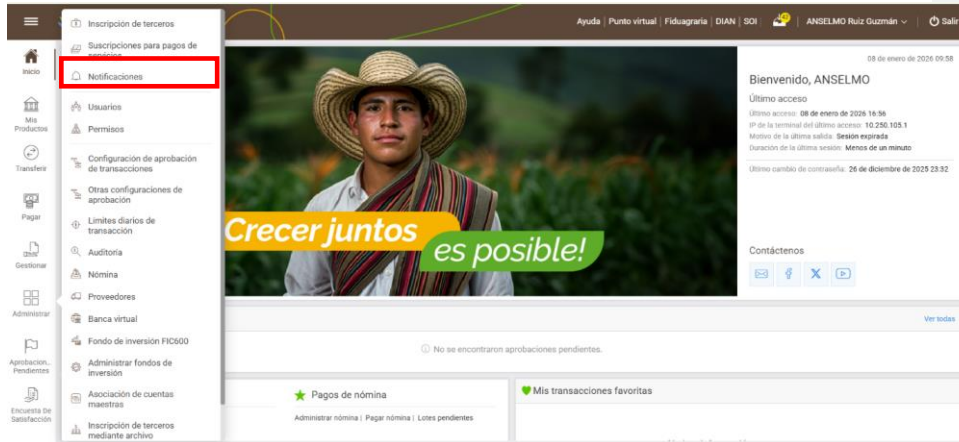 Ayuda | Punto virtual | Fiduagraria | DIAN | SOI
ANSELMO Ruiz Guzmán
Salir
Inicio
Mis
Productos
Transferir
Pagar
Gestionar
Administrar
Aprobacion...
Pendientes
Encuesta De
Satisfacción
Inscripción de terceros
Suscripciones para pagos de
servicios
Notificaciones
Usuarios
Permisos
Configuración de aprobación
de transacciones
Otras configuraciones de
aprobación
Limites diarios de
transacción
Auditoría
Nómina
Proveedores
Banca virtual
Fondo de inversión FIC600
Administrar fondos de
inversión
Asociación de cuentas
maestras
Inscripción de terceros
mediante archivo
Crecer juntos
es posible!
08 de enero de 2026 09:58
Bienvenido, ANSELMO
Último acceso
Último acceso: 08 de enero de 2026 16:56
IP de la terminal del último acceso: 10.250.105.1
Motivo de la última salida: Sesión expirada
Duración de la última sesión: Menos de un minuto
Último cambio de contraseña: 26 de diciembre de 2025 23:32
Contáctenos
Ver todas
No se encontraron aprobaciones pendientes.
Pagos de nómina
Administrar nómina | Pagar nómina | Lotes pendientes
Mis transacciones favoritas